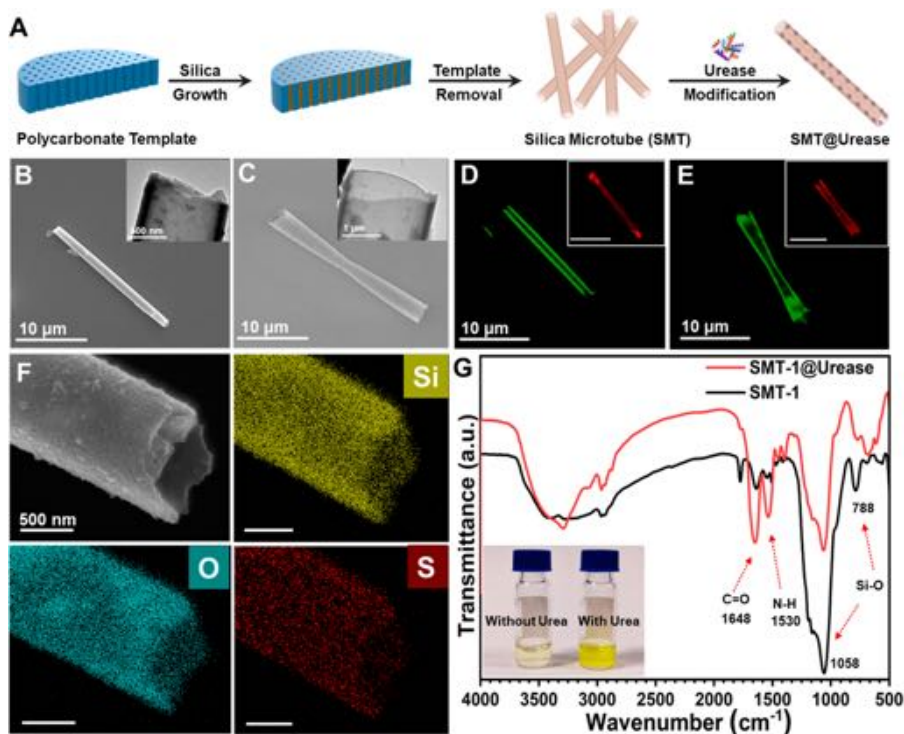 A
Silica
Growth
Template
Removal
Urease
Modification
Polycarbonate Template
Silica Microtube (SMT)
SMT@Urease
B
500 nm
10 µm
C
1 µm
10 µm
D
10 µm
E
10 µm
F
500 nm
Si
O
S
G
SMT-1@Urease
SMT-1
Transmittance (a.u.)
788
Si-O
C=O
1648
N-H
1530
1058
Without Urea
With Urea
4000 3500 3000 2500 2000 1500 1000 500
Wavenumber (cm⁻¹)